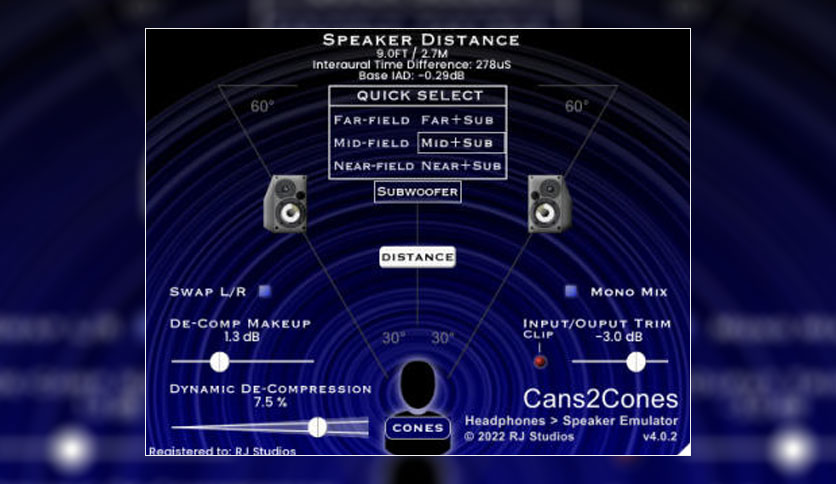 SPEAKER DISTANCE
9.0FT / 2.7M
Interaural Time Difference: 278uS
Base IAD: -0.29dB
QUICK SELECT
FAR-FIELD FAR+SUB
MID-FIELD MID+SUB
NEAR-FIELD NEAR+SUB
SUBWOOFER
60° 60°
DISTANCE
SWAP L/R
MONO MIX
DE-COMP MAKEUP
1.3 dB
30° 30°
INPUT/OUPUT TRIM
CLIP -3.0 dB
DYNAMIC DE-COMPRESSION
7.5 %
CONES
Cans2Cones
Headphones > Speaker Emulator
© 2022 RJ Studios v4.0.2
Registered to: RJ Studios